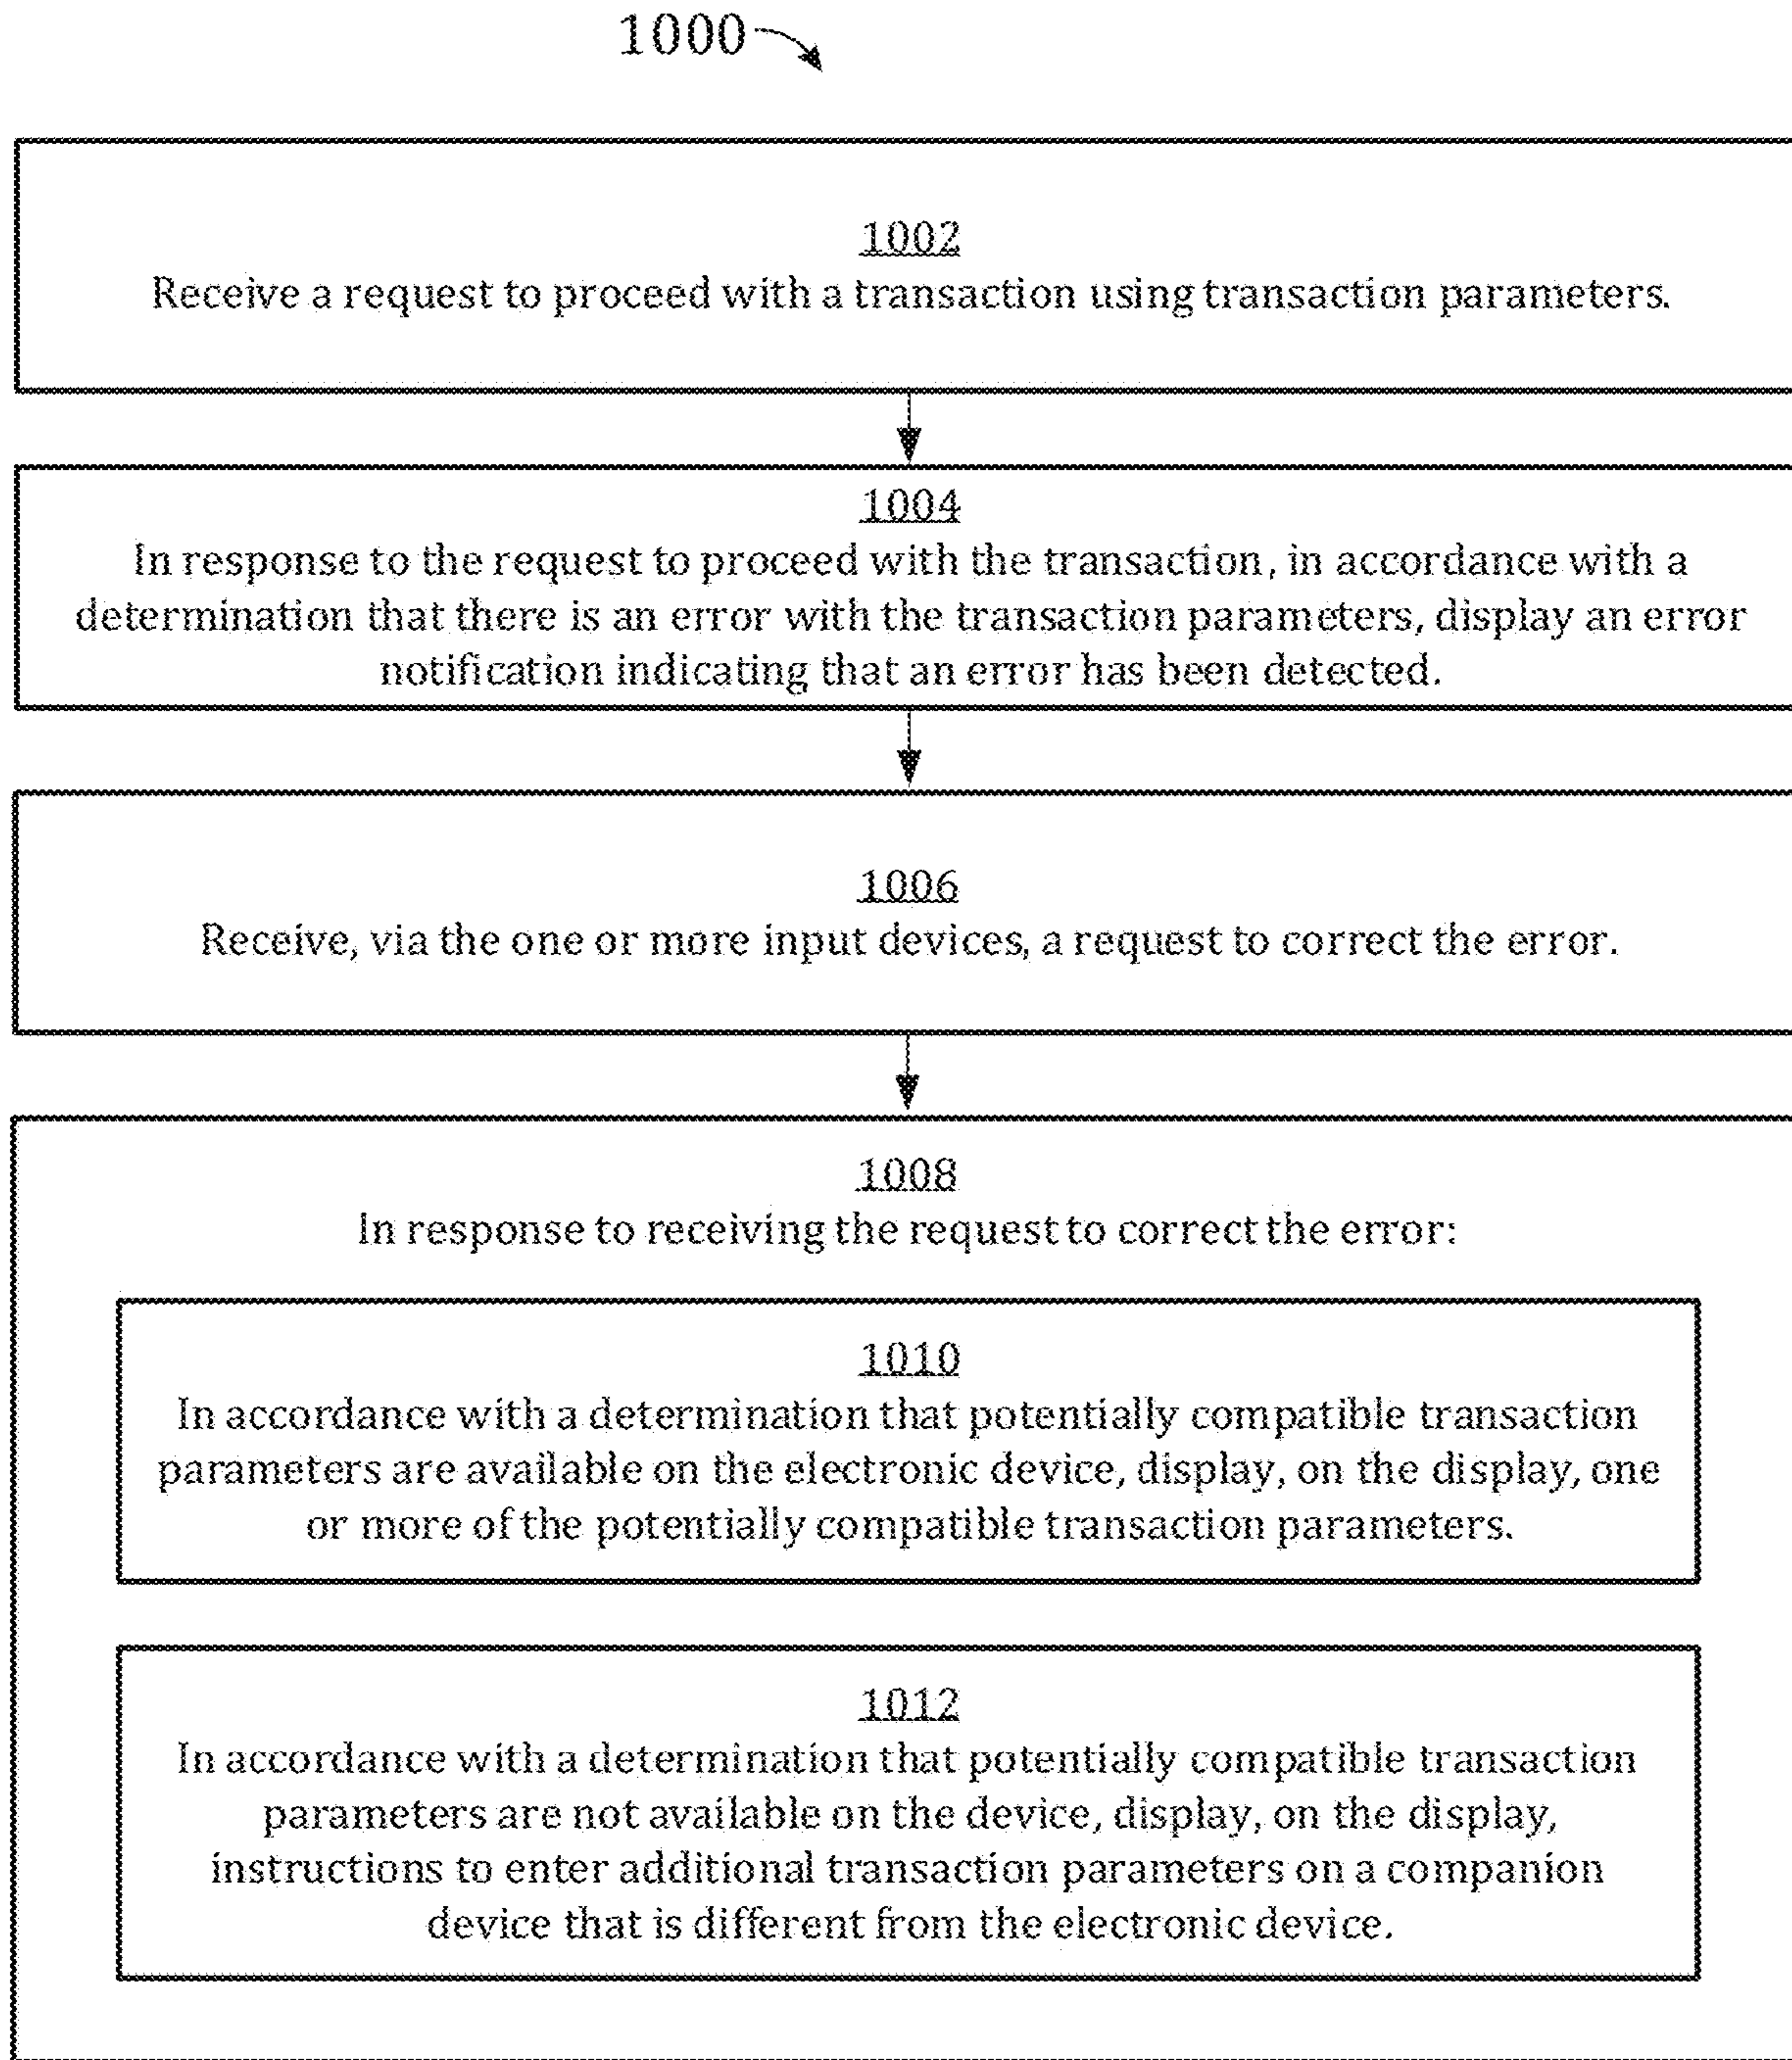 1000
1002
Receive a request to proceed with a transaction using transaction parameters.
1004
In response to the request to proceed with the transaction, in accordance with a
determination that there is an error with the transaction parameters, display an error
notification indicating that an error has been detected.
1006
Receive, via the one or more input devices, a request to correct the error.
1008
In response to receiving the request to correct the error:
1010
In accordance with a determination that potentially compatible transaction
parameters are available on the electronic device, display, on the display, one
or more of the potentially compatible transaction parameters.
1012
In accordance with a determination that potentially compatible transaction
parameters are not available on the device, display, on the display,
instructions to enter additional transaction parameters on a companion
device that is different from the electronic device.